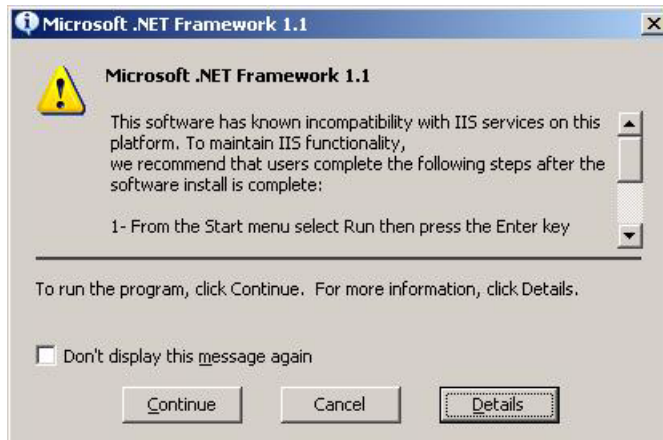 Microsoft .NET Framework 1.1
Microsoft .NET Framework 1.1
This software has known incompatibility with IIS services on this
platform. To maintain IIS functionality,
we recommend that users complete the following steps after the
software install is complete:
1- From the Start menu select Run then press the Enter key
To run the program, click Continue.  For more information, click Details.
Don't display this message again
Continue
Cancel
Details